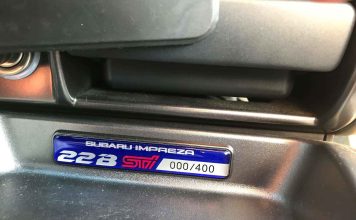 SUBARU IMPREZA
22B STi 000/400